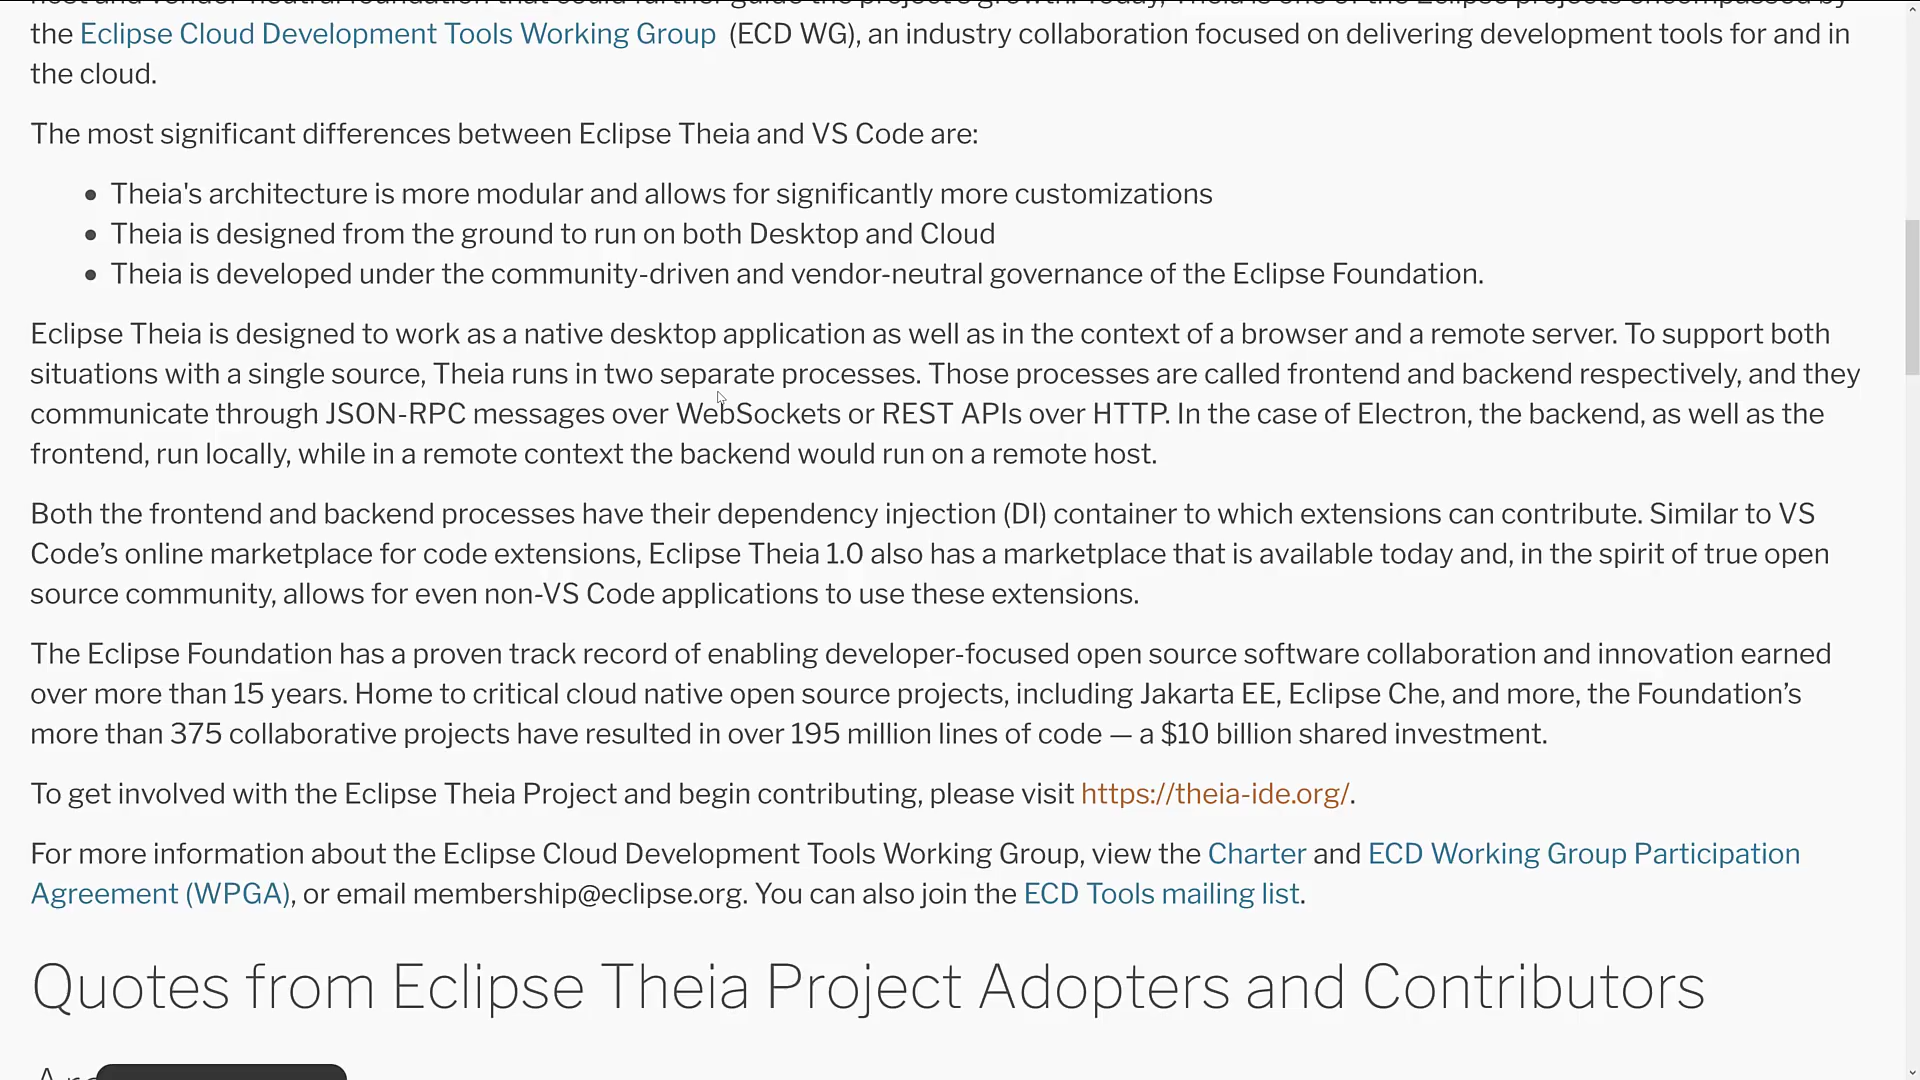 the Eclipse Cloud Development Tools Working Group (ECD WG), an industry collaboration focused on delivering development tools for and in
the cloud.
The most significant differences between Eclipse Theia and VS Code are:
• Theia's architecture is more modular and allows for significantly more customizations
• Theia is designed from the ground to run on both Desktop and Cloud
• Theia is developed under the community-driven and vendor-neutral governance of the Eclipse Foundation.
Eclipse Theia is designed to work as a native desktop application as well as in the context of a browser and a remote server. To support both
situations with a single source, Theia runs in two separate processes. Those processes are called frontend and backend respectively, and they
communicate through JSON-RPC messages over WebSockets or REST APIs over HTTP. In the case of Electron, the backend, as well as the
frontend, run locally, while in a remote context the backend would run on a remote host.
Both the frontend and backend processes have their dependency injection (DI) container to which extensions can contribute. Similar to VS
Code’s online marketplace for code extensions, Eclipse Theia 1.0 also has a marketplace that is available today and, in the spirit of true open
source community, allows for even non-VS Code applications to use these extensions.
The Eclipse Foundation has a proven track record of enabling developer-focused open source software collaboration and innovation earned
over more than 15 years. Home to critical cloud native open source projects, including Jakarta EE, Eclipse Che, and more, the Foundation’s
more than 375 collaborative projects have resulted in over 195 million lines of code — a $10 billion shared investment.
To get involved with the Eclipse Theia Project and begin contributing, please visit https://theia-ide.org/.
For more information about the Eclipse Cloud Development Tools Working Group, view the Charter and ECD Working Group Participation
Agreement (WPGA), or email membership@eclipse.org. You can also join the ECD Tools mailing list.
Quotes from Eclipse Theia Project Adopters and Contributors